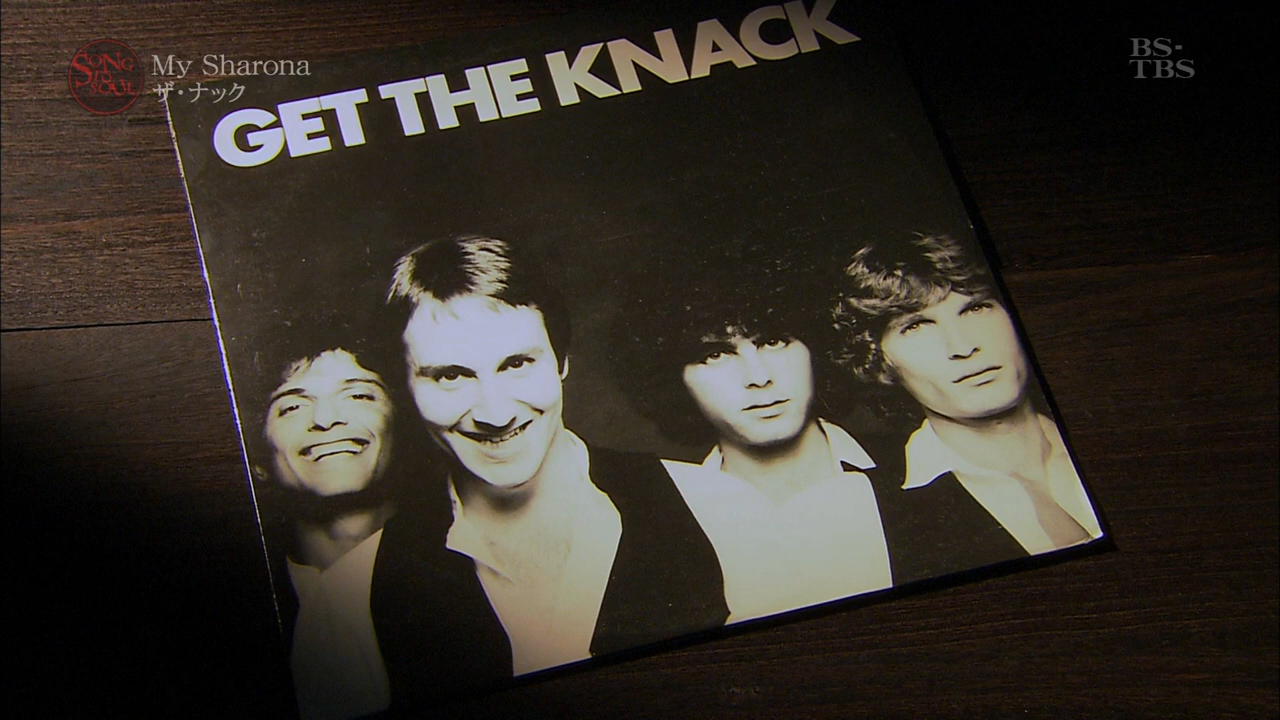 SONG TO SOUL
My Sharona
ザ・ナック
BS-
TBS
GET THE KNACK